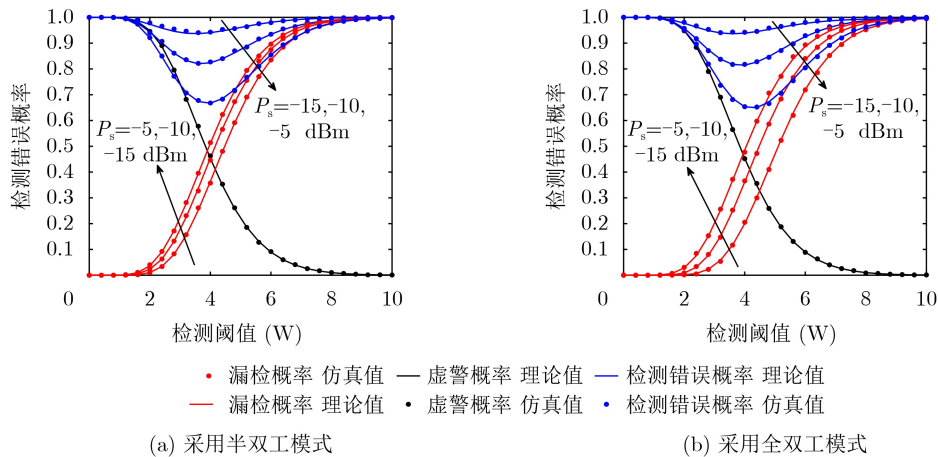 检测错误概率
1.0
0.9
0.8
0.7
0.6
0.5
0.4
0.3
0.2
0.1
0
2
4
6
8
10
检测阈值 (W)
Ps=–5,–10,
–15 dBm
Ps=–15,–10,
–5 dBm
检测错误概率
1.0
0.9
0.8
0.7
0.6
0.5
0.4
0.3
0.2
0.1
0
2
4
6
8
10
检测阈值 (W)
Ps=–5,–10,
–15 dBm
Ps=–15,–10,
–5 dBm
漏检概率 仿真值 虚警概率 理论值 检测错误概率 理论值
漏检概率 理论值 虚警概率 仿真值 检测错误概率 仿真值
(a) 采用半双工模式
(b) 采用全双工模式